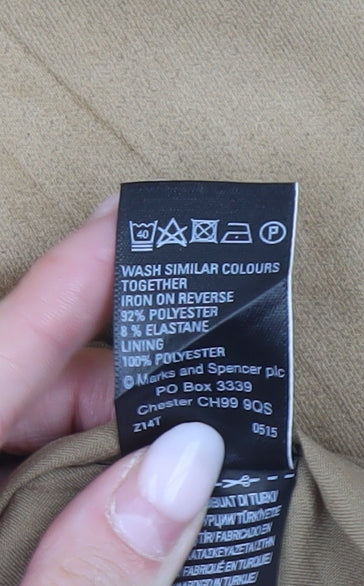 40 P
WASH SIMILAR COLOURS
TOGETHER
IRON ON REVERSE
92% POLYESTER
8 % ELASTANE
LINING
100% POLYESTER
© Marks and Spencer plc
PO Box 3339
Chester CH99 9QS
Z14T 0515